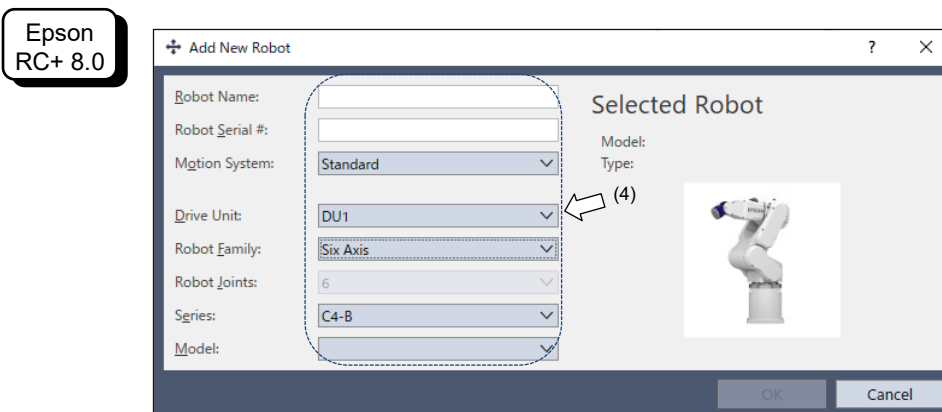 Epson
RC+ 8.0
Add New Robot
?
Robot Name:
Robot Serial #:
Motion System:
Standard
Drive Unit:
DU1
Robot Family:
Six Axis
Robot Joints:
6
Series:
C4-B
Model:
Selected Robot
Model:
Type:
(4)
OK
Cancel